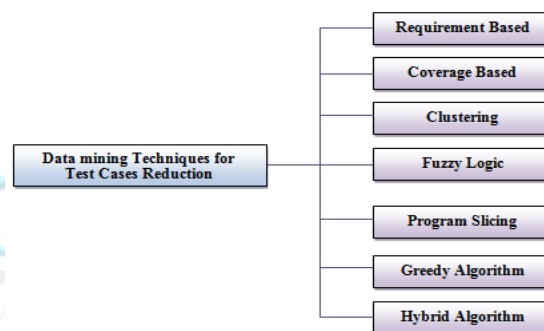 Requirement Based
Coverage Based
Clustering
Data mining Techniques for
Test Cases Reduction
Fuzzy Logic
Program Slicing
Greedy Algorithm
Hybrid Algorithm